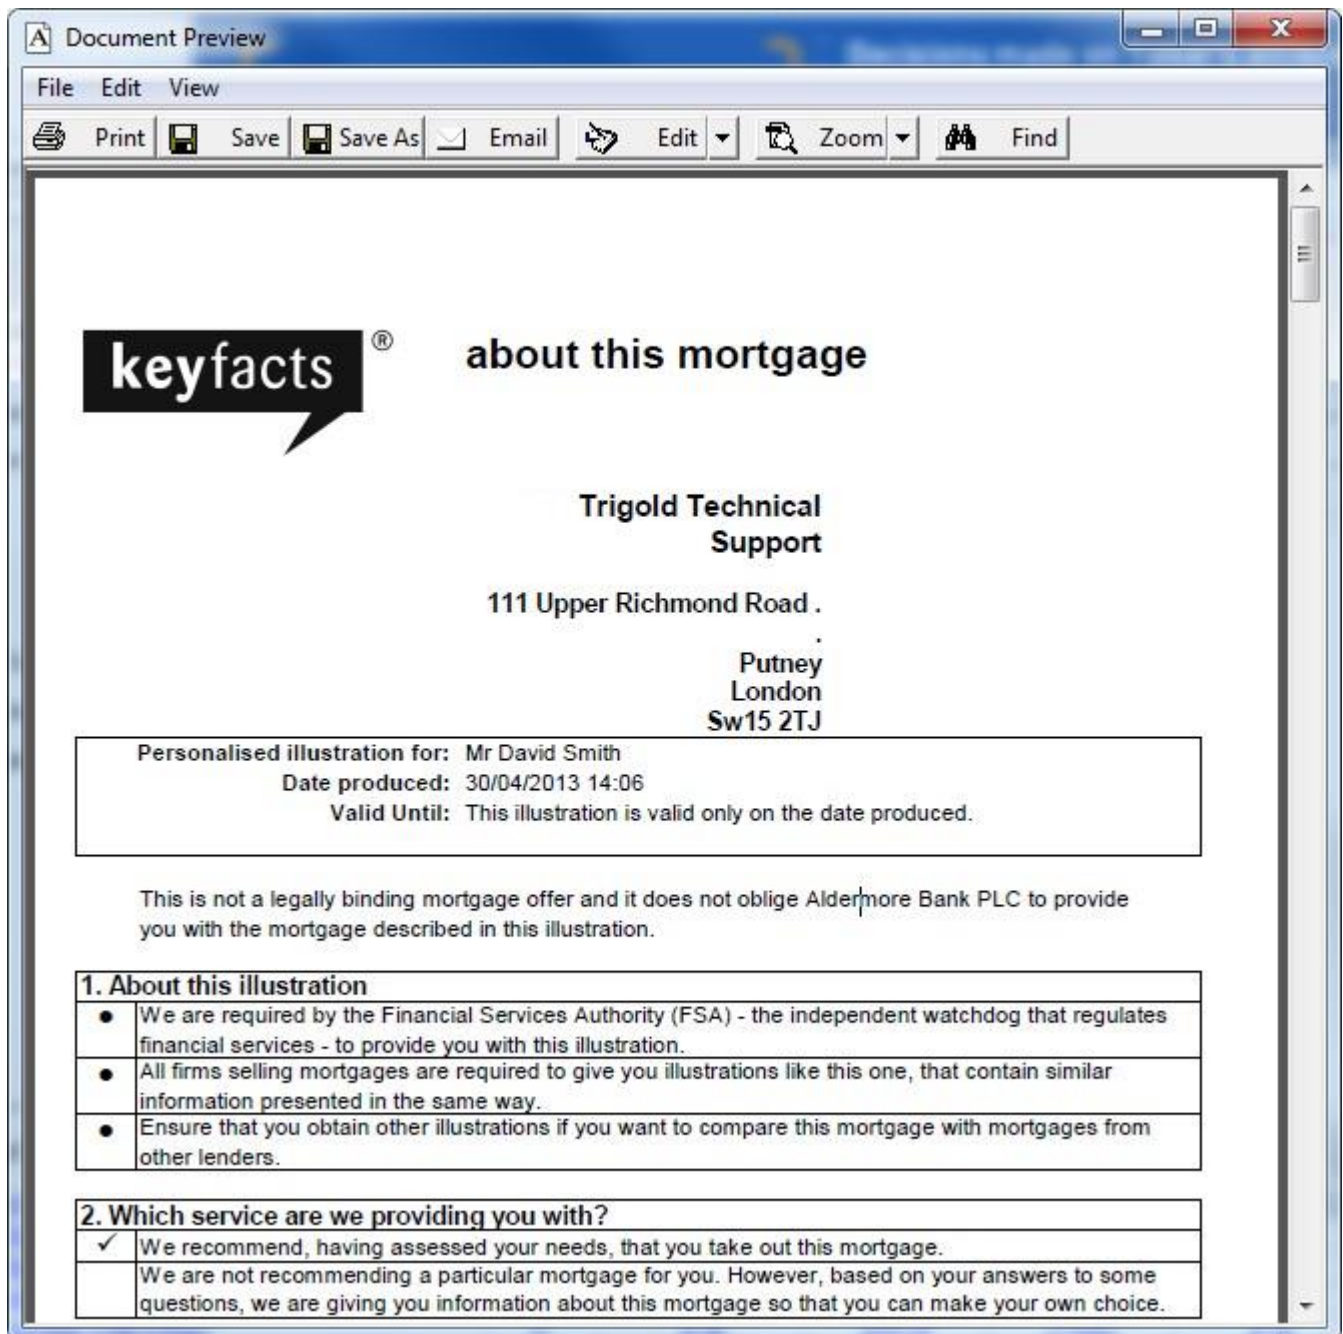 Document Preview
File Edit View
Print Save Save As Email Edit Zoom Find
keyfacts ® about this mortgage
Trigold Technical
Support
111 Upper Richmond Road .
.
Putney
London
Sw15 2TJ
Personalised illustration for: Mr David Smith
Date produced: 30/04/2013 14:06
Valid Until: This illustration is valid only on the date produced.
This is not a legally binding mortgage offer and it does not oblige Aldermore Bank PLC to provide
you with the mortgage described in this illustration.
1. About this illustration
● We are required by the Financial Services Authority (FSA) - the independent watchdog that regulates
financial services - to provide you with this illustration.
● All firms selling mortgages are required to give you illustrations like this one, that contain similar
information presented in the same way.
● Ensure that you obtain other illustrations if you want to compare this mortgage with mortgages from
other lenders.
2. Which service are we providing you with?
✓ We recommend, having assessed your needs, that you take out this mortgage.
We are not recommending a particular mortgage for you. However, based on your answers to some
questions, we are giving you information about this mortgage so that you can make your own choice.